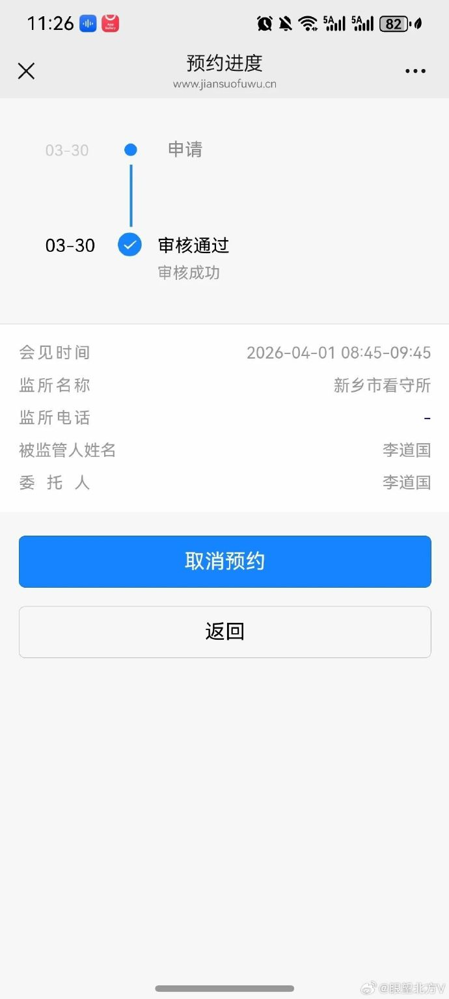 11:26
App Gallery
5A 5A 82
预约进度
www.jiansuofuwu.cn
03-30 申请
03-30 审核通过
审核成功
会见时间 2026-04-01 08:45-09:45
监所名称 新乡市看守所
监所电话 -
被监管人姓名 李道国
委托人 李道国
取消预约
返回
@眼望北方V